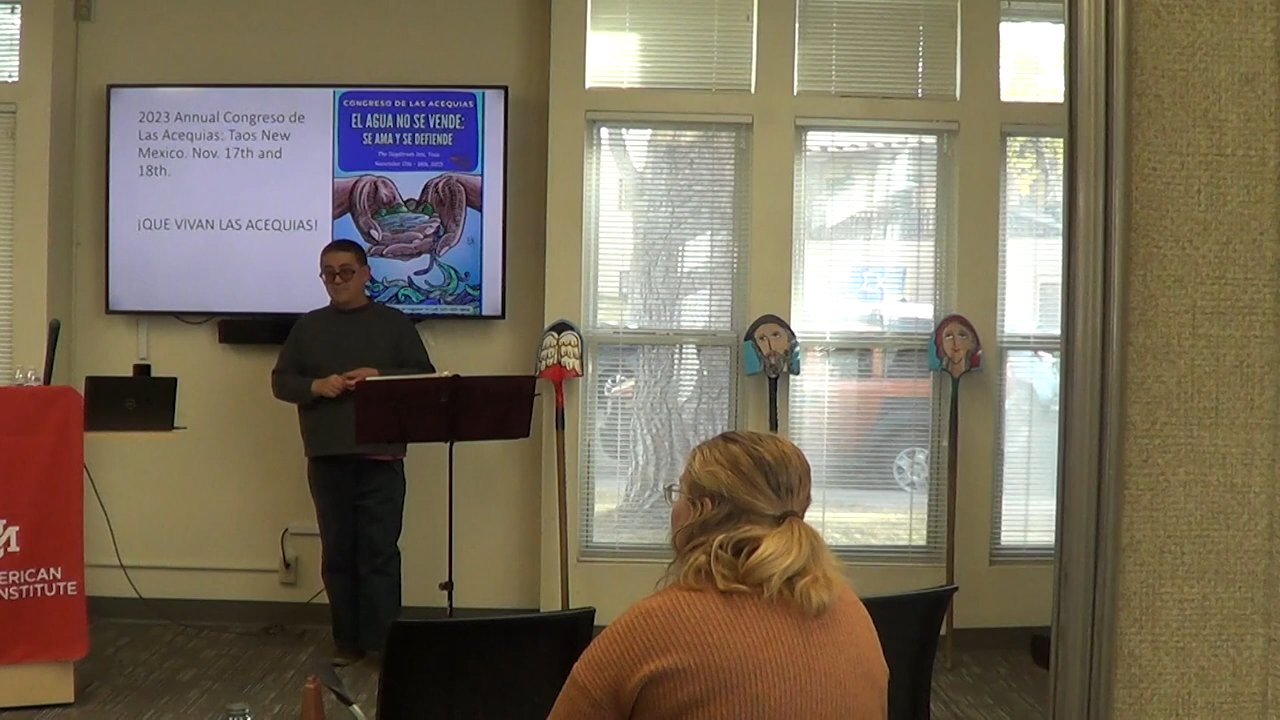 2023 Annual Congreso de
Las Acequias: Taos New
Mexico. Nov. 17th and
18th.
¡QUE VIVAN LAS ACEQUIAS!
CONGRESO DE LAS ACEQUIAS
EL AGUA NO SE VENDE:
SE AMA Y SE DEFIENDE
ERICAN
NSTITUTE